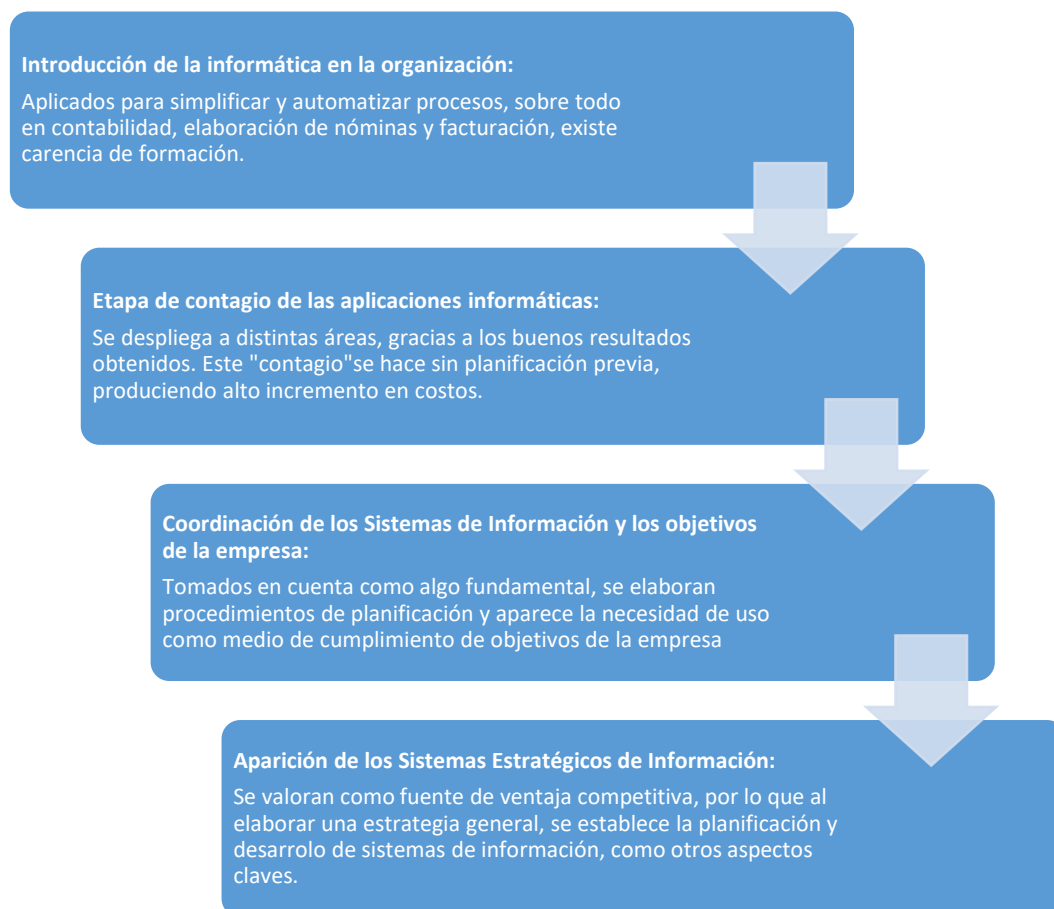 Introducción de la informática en la organización:
Aplicados para simplificar y automatizar procesos, sobre todo
en contabilidad, elaboración de nóminas y facturación, existe
carencia de formación.
Etapa de contagio de las aplicaciones informáticas:
Se despliega a distintas áreas, gracias a los buenos resultados
obtenidos. Este "contagio"se hace sin planificación previa,
produciendo alto incremento en costos.
Coordinación de los Sistemas de Información y los objetivos
de la empresa:
Tomados en cuenta como algo fundamental, se elaboran
procedimientos de planificación y aparece la necesidad de uso
como medio de cumplimiento de objetivos de la empresa
Aparición de los Sistemas Estratégicos de Información:
Se valoran como fuente de ventaja competitiva, por lo que al
elaborar una estrategia general, se establece la planificación y
desarrolo de sistemas de información, como otros aspectos
claves.